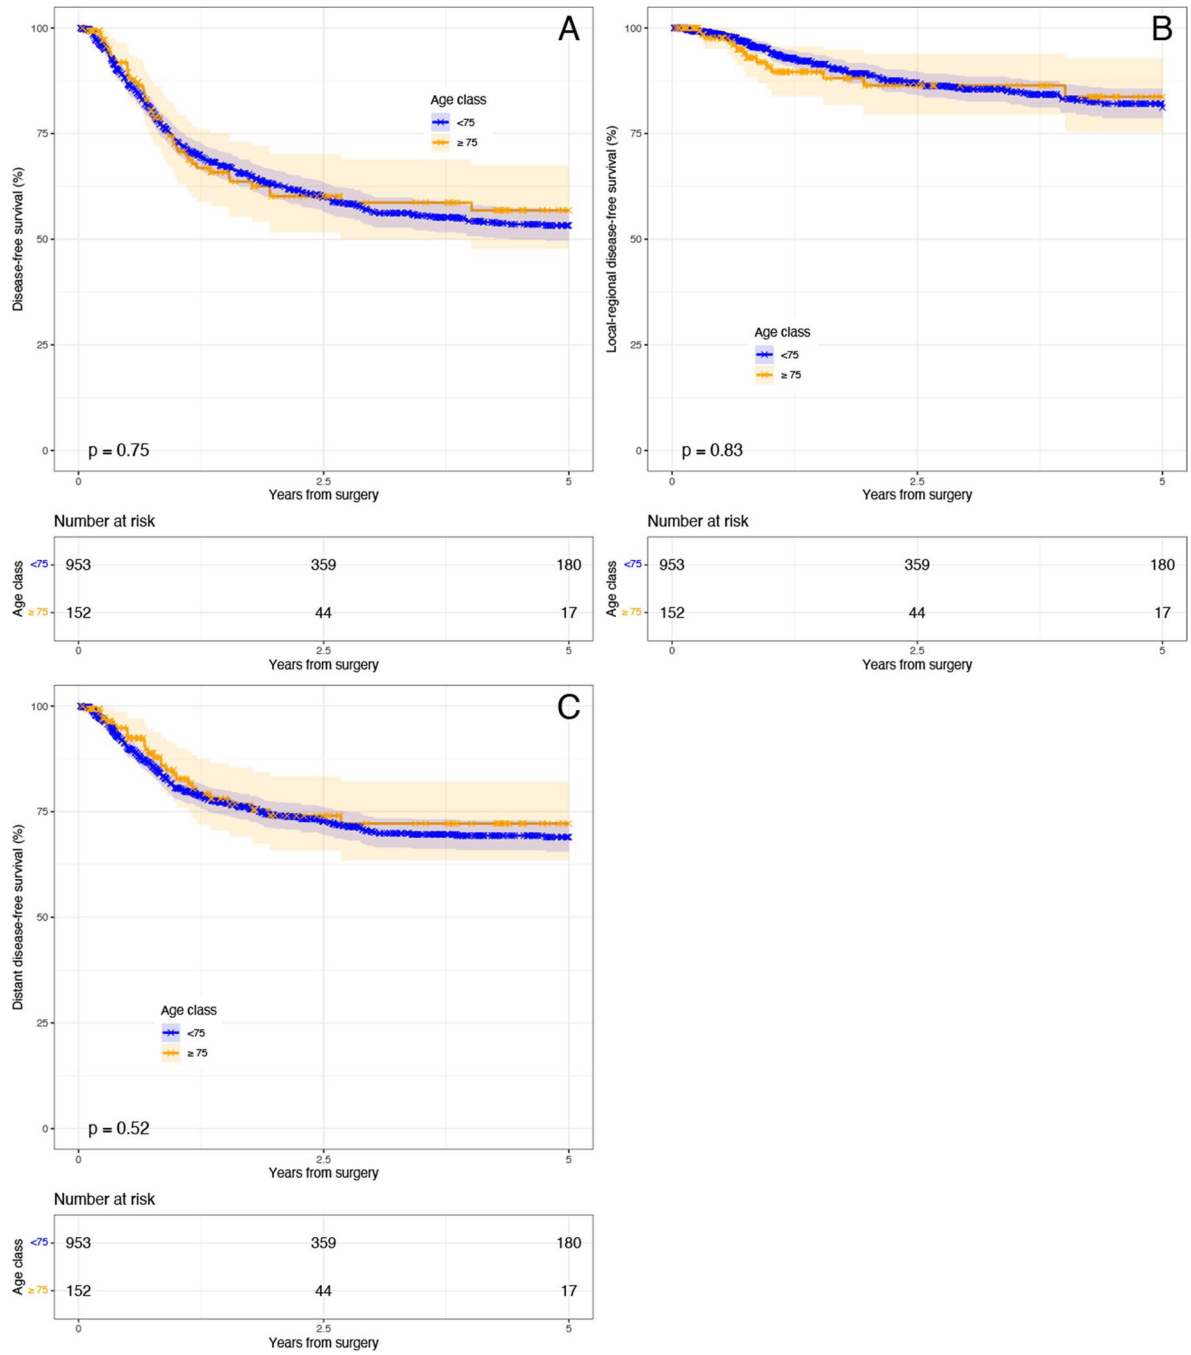 A
Disease-free survival (%)
100
75
50
25
0
Age class
<75
≥ 75
p = 0.75
0 2.5 5
Years from surgery
Number at risk
Age class
<75 953 359 180
≥ 75 152 44 17
0 2.5 5
Years from surgery
B
Local-regional disease-free survival (%)
100
75
50
25
0
Age class
<75
≥ 75
p = 0.83
0 2.5 5
Years from surgery
Number at risk
Age class
<75 953 359 180
≥ 75 152 44 17
0 2.5 5
Years from surgery
C
Distant disease-free survival (%)
100
75
50
25
0
Age class
<75
≥ 75
p = 0.52
0 2.5 5
Years from surgery
Number at risk
Age class
<75 953 359 180
≥ 75 152 44 17
0 2.5 5
Years from surgery